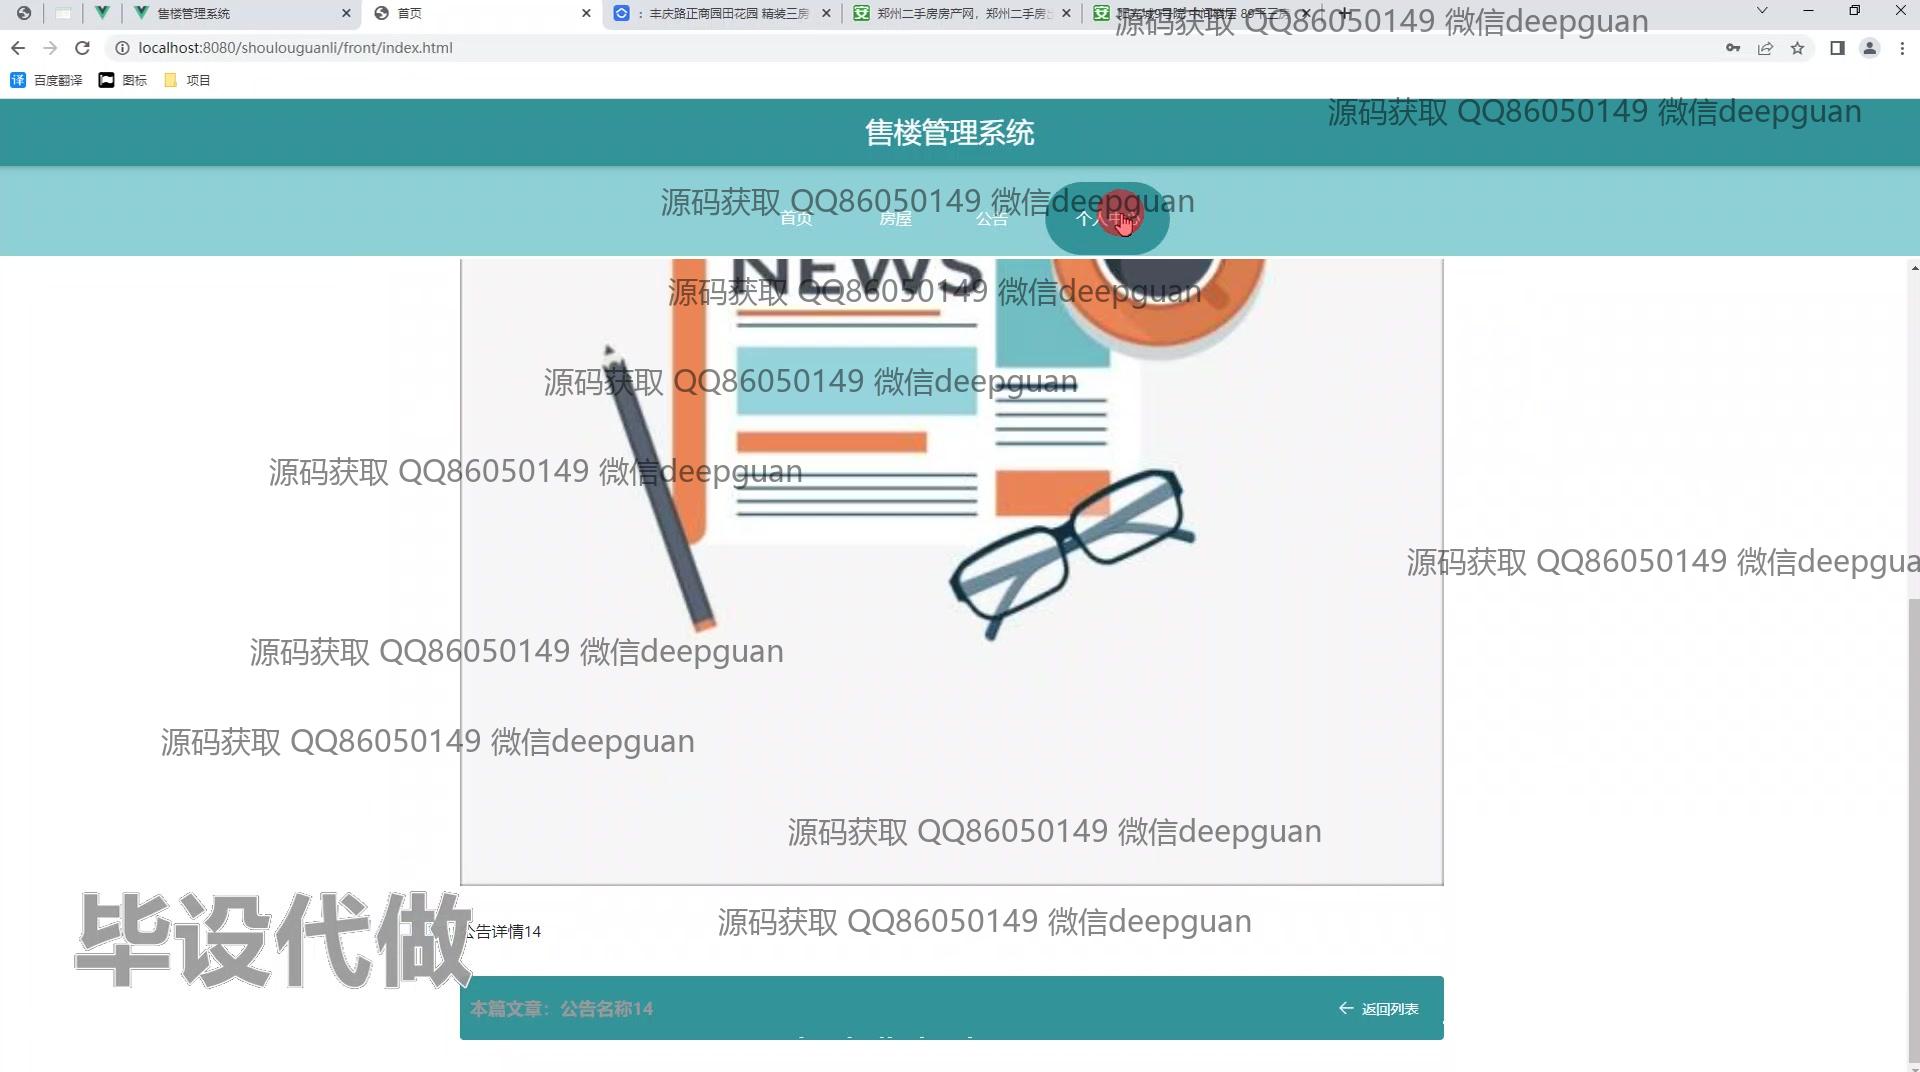 售楼管理系统
首页
：丰庆路正商园田花园 精装三房
郑州二手房房产网，郑州二手房
源码获取 QQ86050149 微信deepguan
localhost:8080/shoulouguanli/front/index.html
百度翻译
图标
项目
源码获取 QQ86050149 微信deepguan
售楼管理系统
源码获取 QQ86050149 微信deepguan
首页
房屋
公告
个人中心
NEWS
源码获取 QQ86050149 微信deepguan
源码获取 QQ86050149 微信deepguan
源码获取 QQ86050149 微信deepguan
源码获取 QQ86050149 微信deepgua
源码获取 QQ86050149 微信deepguan
源码获取 QQ86050149 微信deepguan
源码获取 QQ86050149 微信deepguan
毕设代做
公告详情14
源码获取 QQ86050149 微信deepguan
本篇文章：公告名称14
返回列表